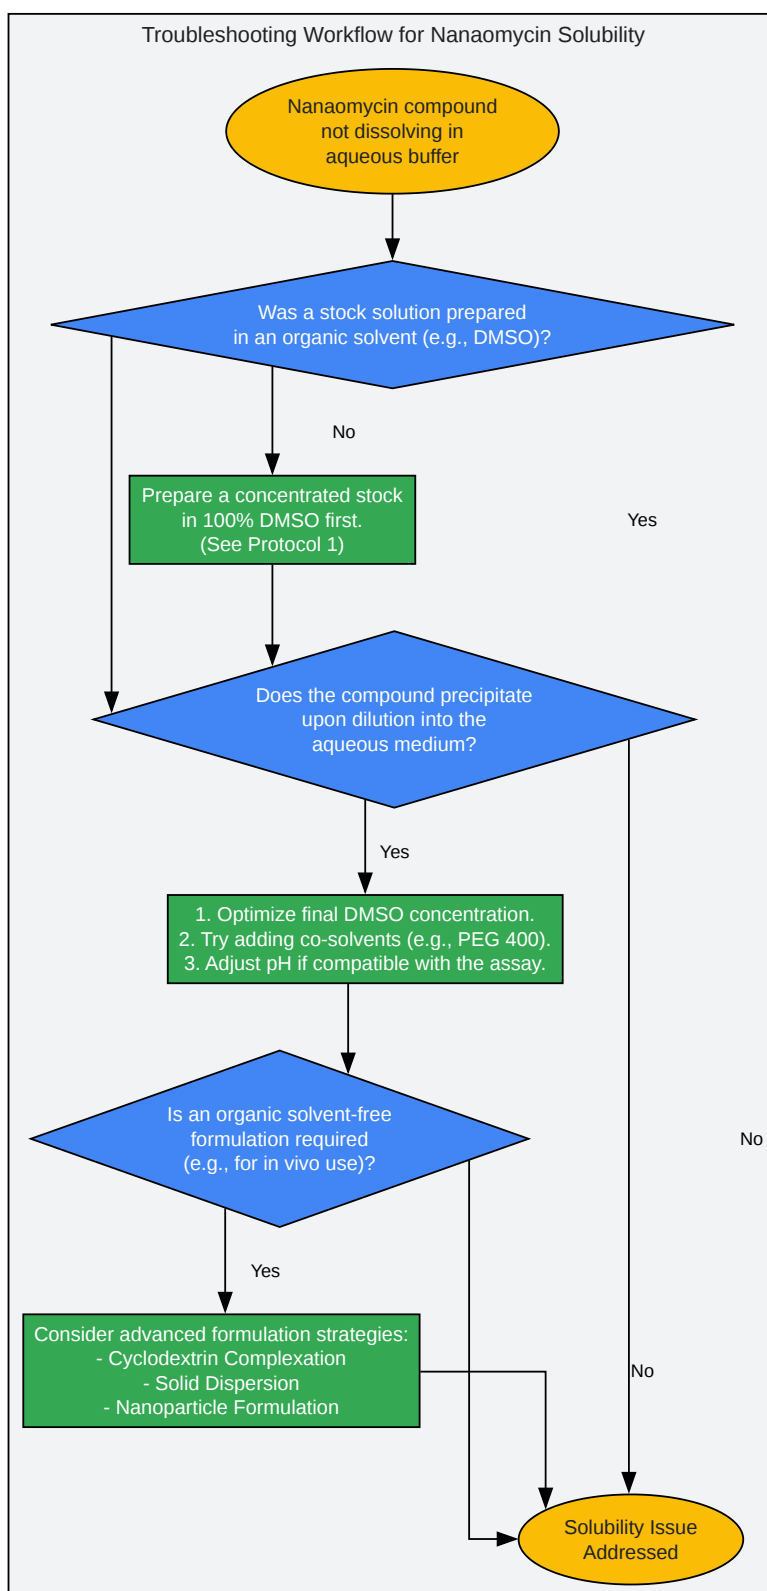 Troubleshooting Workflow for Nanaomycin Solubility
Nanaomycin compound
not dissolving in
aqueous buffer
Was a stock solution prepared
in an organic solvent (e.g., DMSO)?
No
Prepare a concentrated stock
in 100% DMSO first.
(See Protocol 1)
Yes
Does the compound precipitate
upon dilution into the
aqueous medium?
Yes
1. Optimize final DMSO concentration.
2. Try adding co-solvents (e.g., PEG 400).
3. Adjust pH if compatible with the assay.
Is an organic solvent-free
formulation required
(e.g., for in vivo use)?
No
Yes
Consider advanced formulation strategies:
- Cyclodextrin Complexation
- Solid Dispersion
- Nanoparticle Formulation
No
Solubility Issue
Addressed